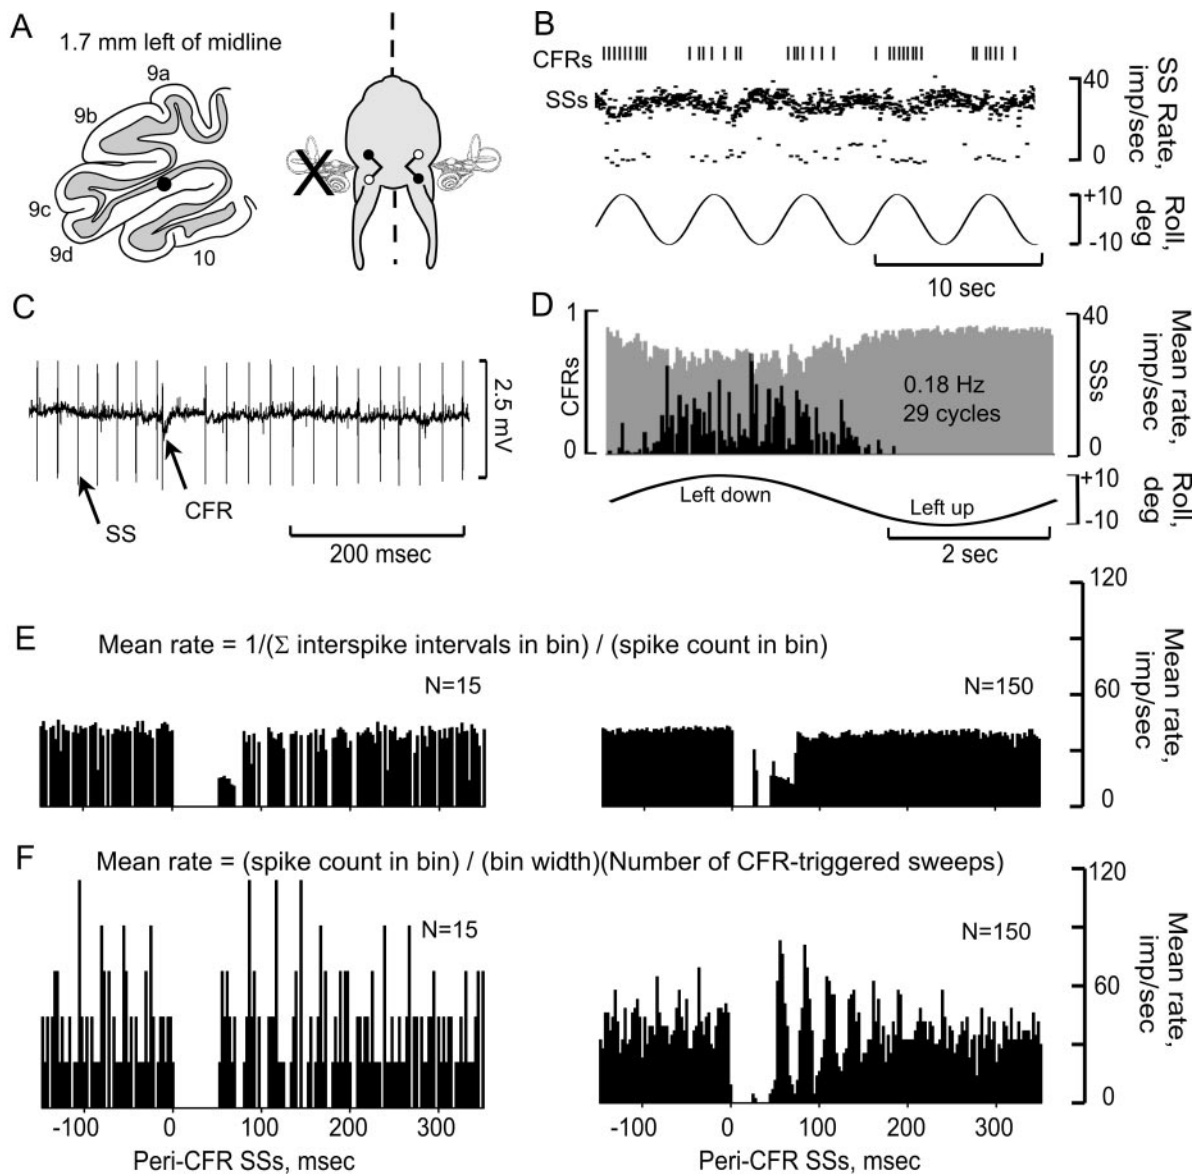 A
1.7 mm left of midline
9a
9b
9c
9d
10
X
B
CFRs
SSs
40
0
SS Rate,
imp/sec
+10
-10
Roll,
deg
10 sec
C
SS
CFR
2.5 mV
200 msec
D
1
CFRs
0
0.18 Hz
29 cycles
40
SSs
0
Mean rate,
imp/sec
Left down
Left up
+10
-10
Roll,
deg
2 sec
E
Mean rate = 1/(Σ interspike intervals in bin) / (spike count in bin)
N=15
N=150
120
60
0
Mean rate,
imp/sec
F
Mean rate = (spike count in bin) / (bin width)(Number of CFR-triggered sweeps)
N=15
N=150
120
60
0
Mean rate,
imp/sec
-100 0 100 200 300
Peri-CFR SSs, msec
-100 0 100 200 300
Peri-CFR SSs, msec